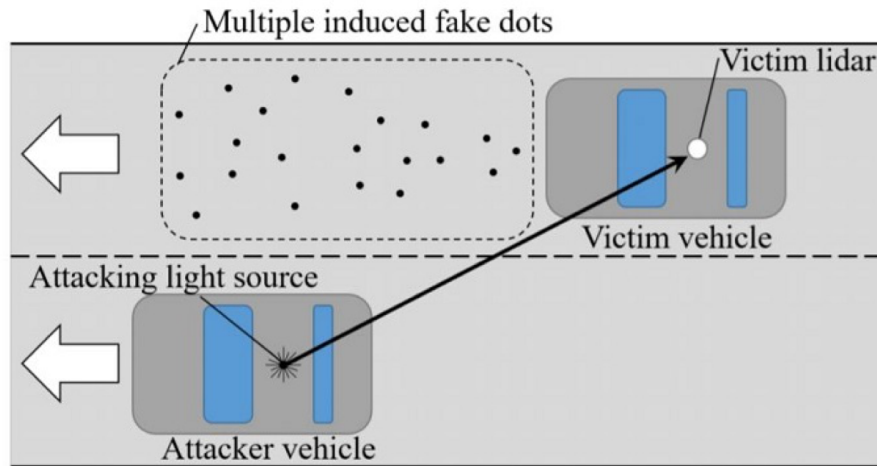 Multiple induced fake dots
Victim lidar
Victim vehicle
Attacking light source
Attacker vehicle